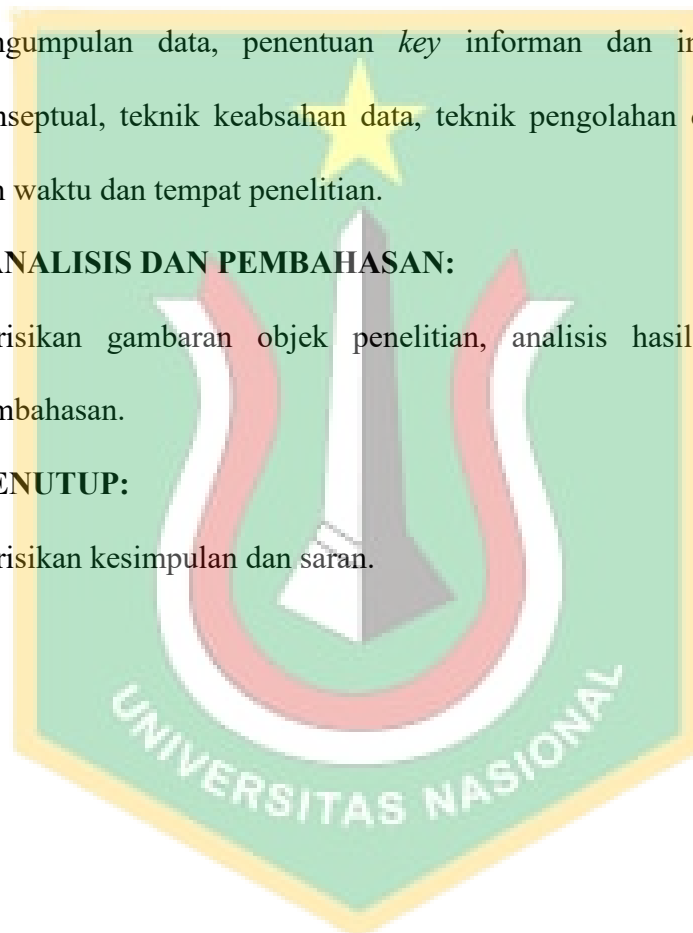 ngumpulan data, penentuan key informan dan in
nseptual, teknik keabsahan data, teknik pengolahan
n waktu dan tempat penelitian.
ANALISIS DAN PEMBAHASAN:
risikan gambaran objek penelitian, analisis hasil
mbahasan.
ENUTUP:
risikan kesimpulan dan saran.
UNIVERSITAS NASIONAL